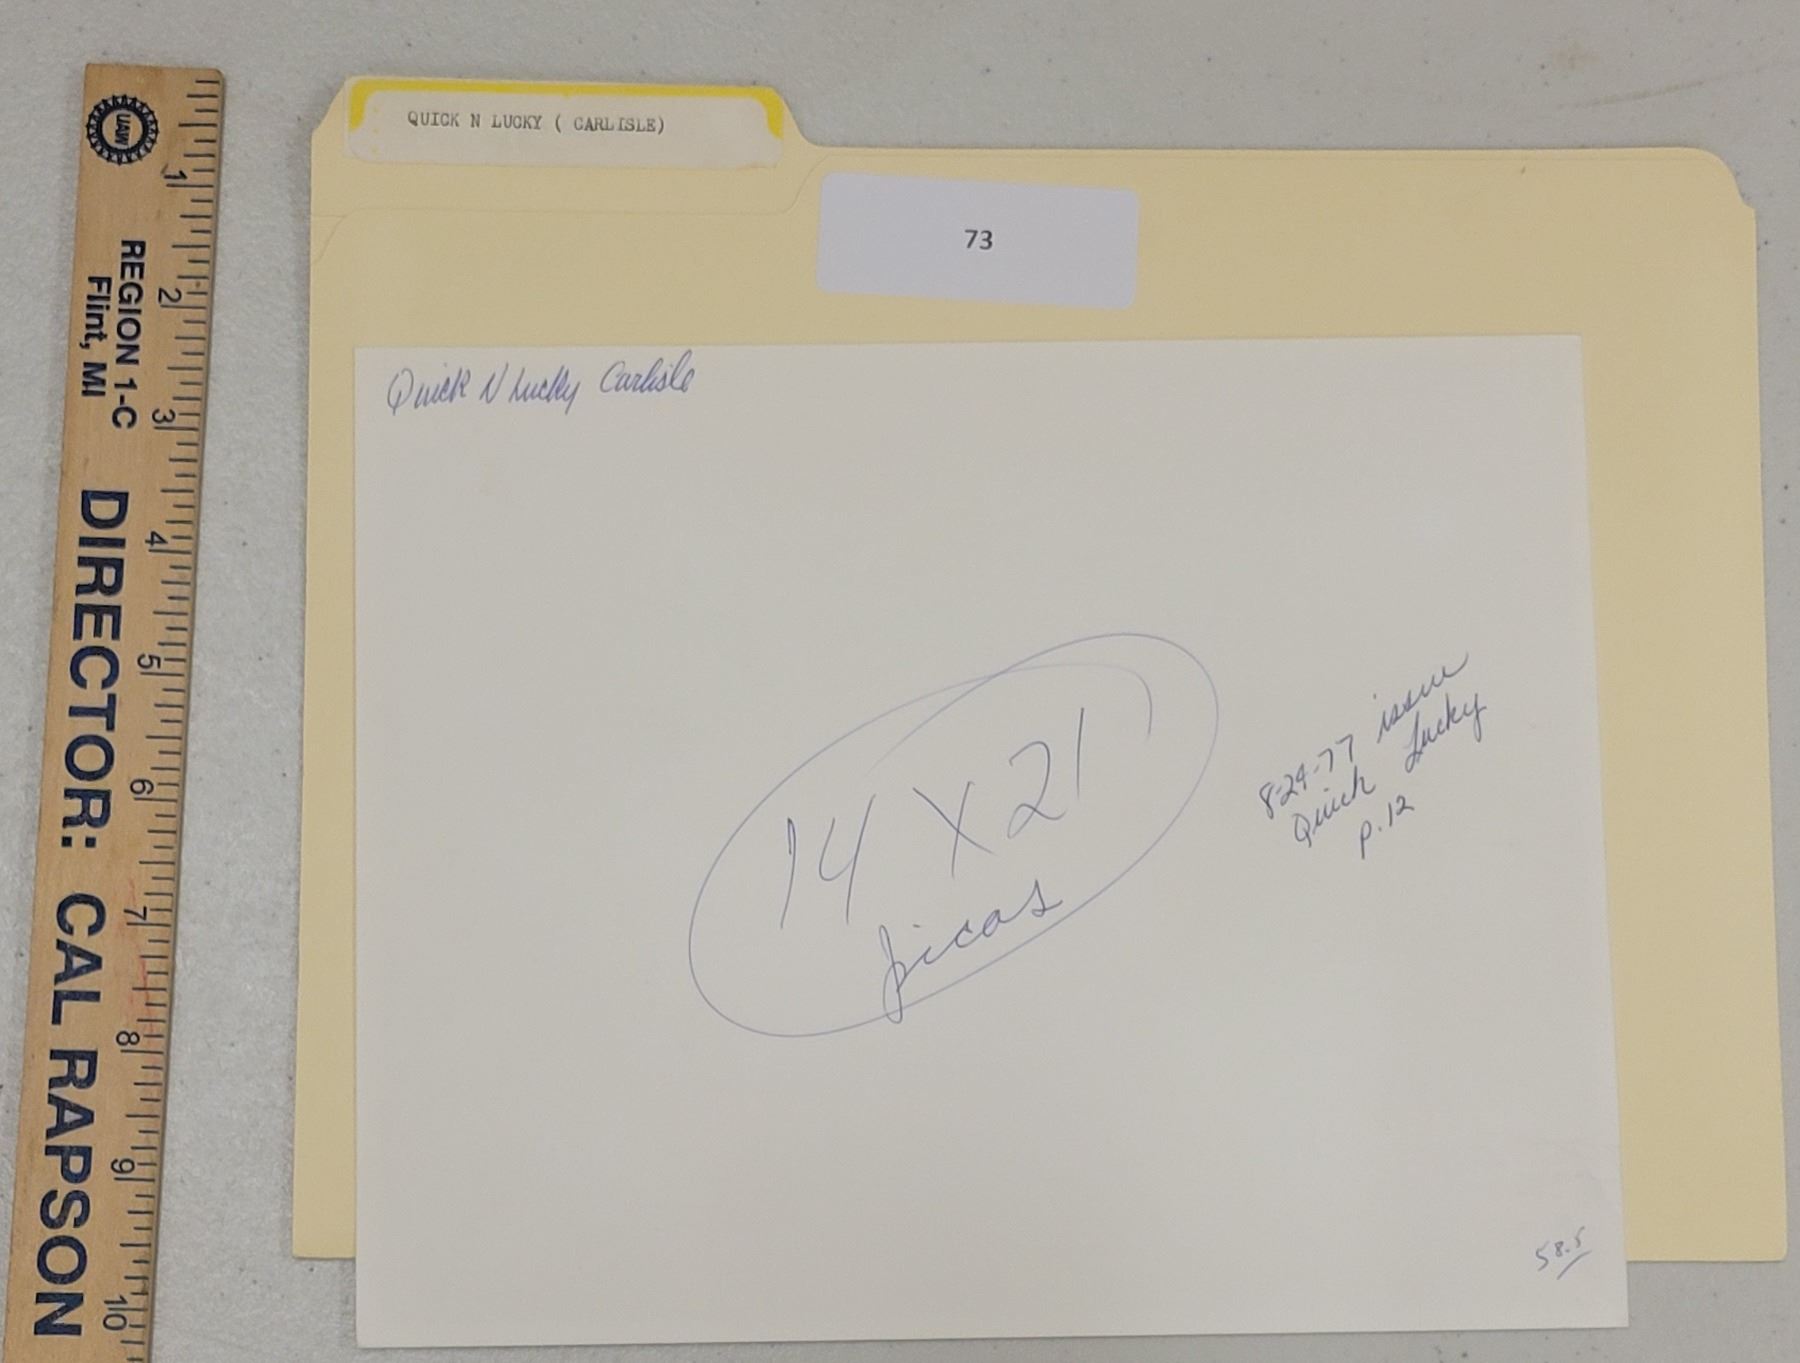 QUICK N LUCKY ( CARLISLE)
73
Quick N Lucky Carlisle
14 X 21
picas
8-24-77 issue
Quick Lucky
p. 12
58.5
UAW
REGION 1-C
Flint, MI
DIRECTOR: CAL RAPSON
1
2
3
4
5
6
7
8
9
10